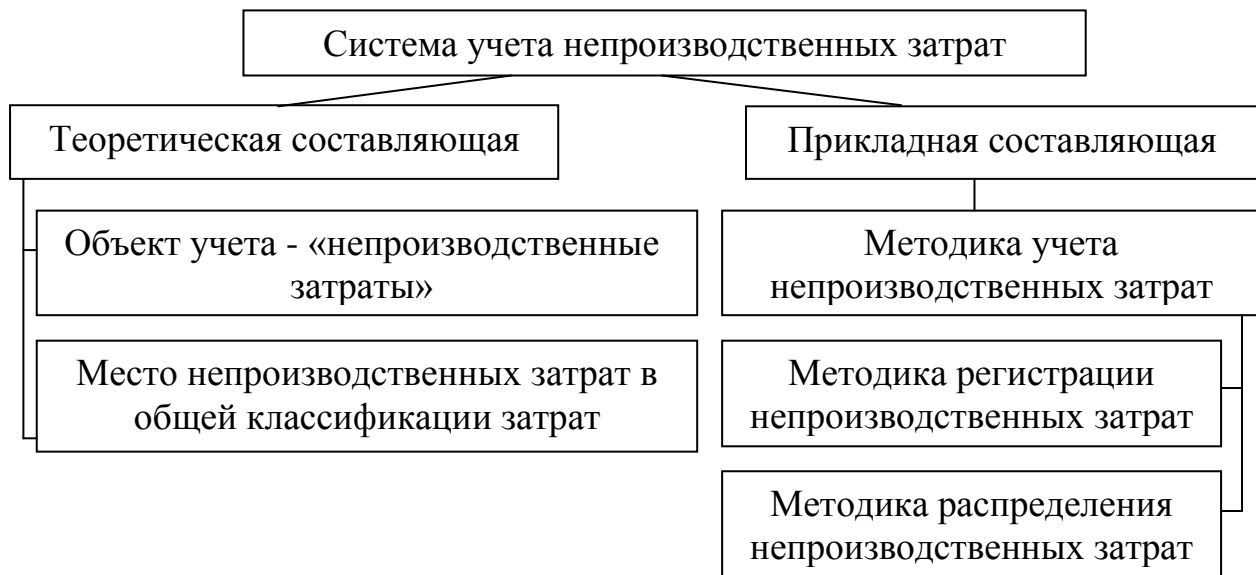 Система учета непроизводственных затрат
Теоретическая составляющая
Объект учета - «непроизводственные
затраты»
Место непроизводственных затрат в
общей классификации затрат
Прикладная составляющая
Методика учета
непроизводственных затрат
Методика регистрации
непроизводственных затрат
Методика распределения
непроизводственных затрат